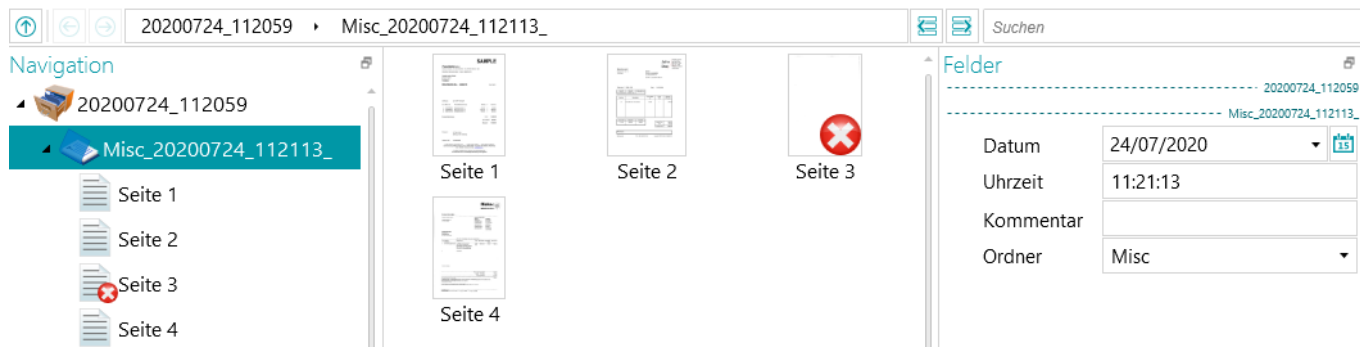 20200724_112059 Misc_20200724_112113_ Suchen
Navigation
20200724_112059
Misc_20200724_112113_
Seite 1
Seite 2
Seite 3
Seite 4
SAMPLE
Seite 1 Seite 2 Seite 3
Seite 4
Felder
20200724_112059
Misc_20200724_112113_
Datum 24/07/2020 15
Uhrzeit 11:21:13
Kommentar
Ordner Misc